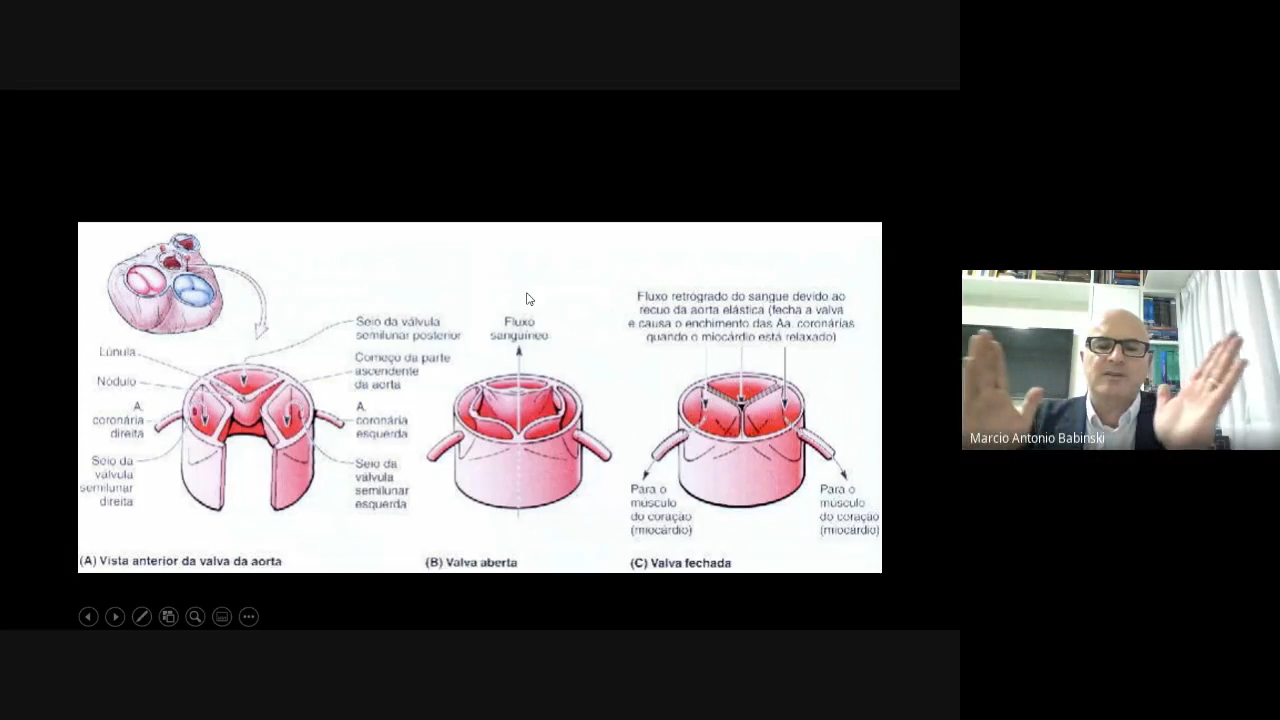 Seio da válvula
semilunar posterior
Começo da parte
ascendente
da aorta
Lúnula
Nódulo
A.
coronária
direita
Seio da
válvula
semilunar
direita
A.
coronária
esquerda
Seio da
válvula
semilunar
esquerda
(A) Vista anterior da valva da aorta
Fluxo
sanguíneo
(B) Valva aberta
Fluxo retrogrado do sangue devido ao
recuo da aorta elástica (fecha a valva
e causa o enchimento das Aa. coronárias
quando o miocárdio está relaxado)
Para o
músculo
do coração
(miocárdio)
Para o
músculo
do coração
(miocárdio)
(C) Valva fechada
Marcio Antonio Babinski